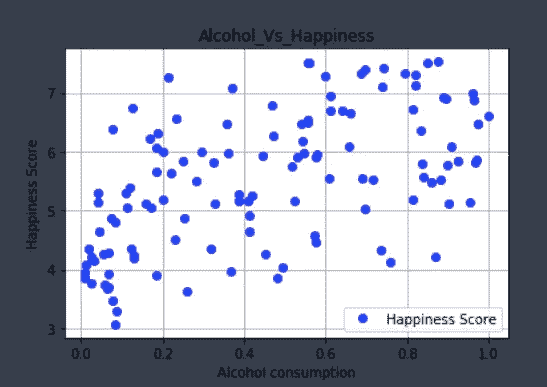 Alcohol_Vs_Happiness
7
6
5
4
3
Happiness Score
Happiness Score
0.0 0.2 0.4 0.6 0.8 1.0
Alcohol consumption